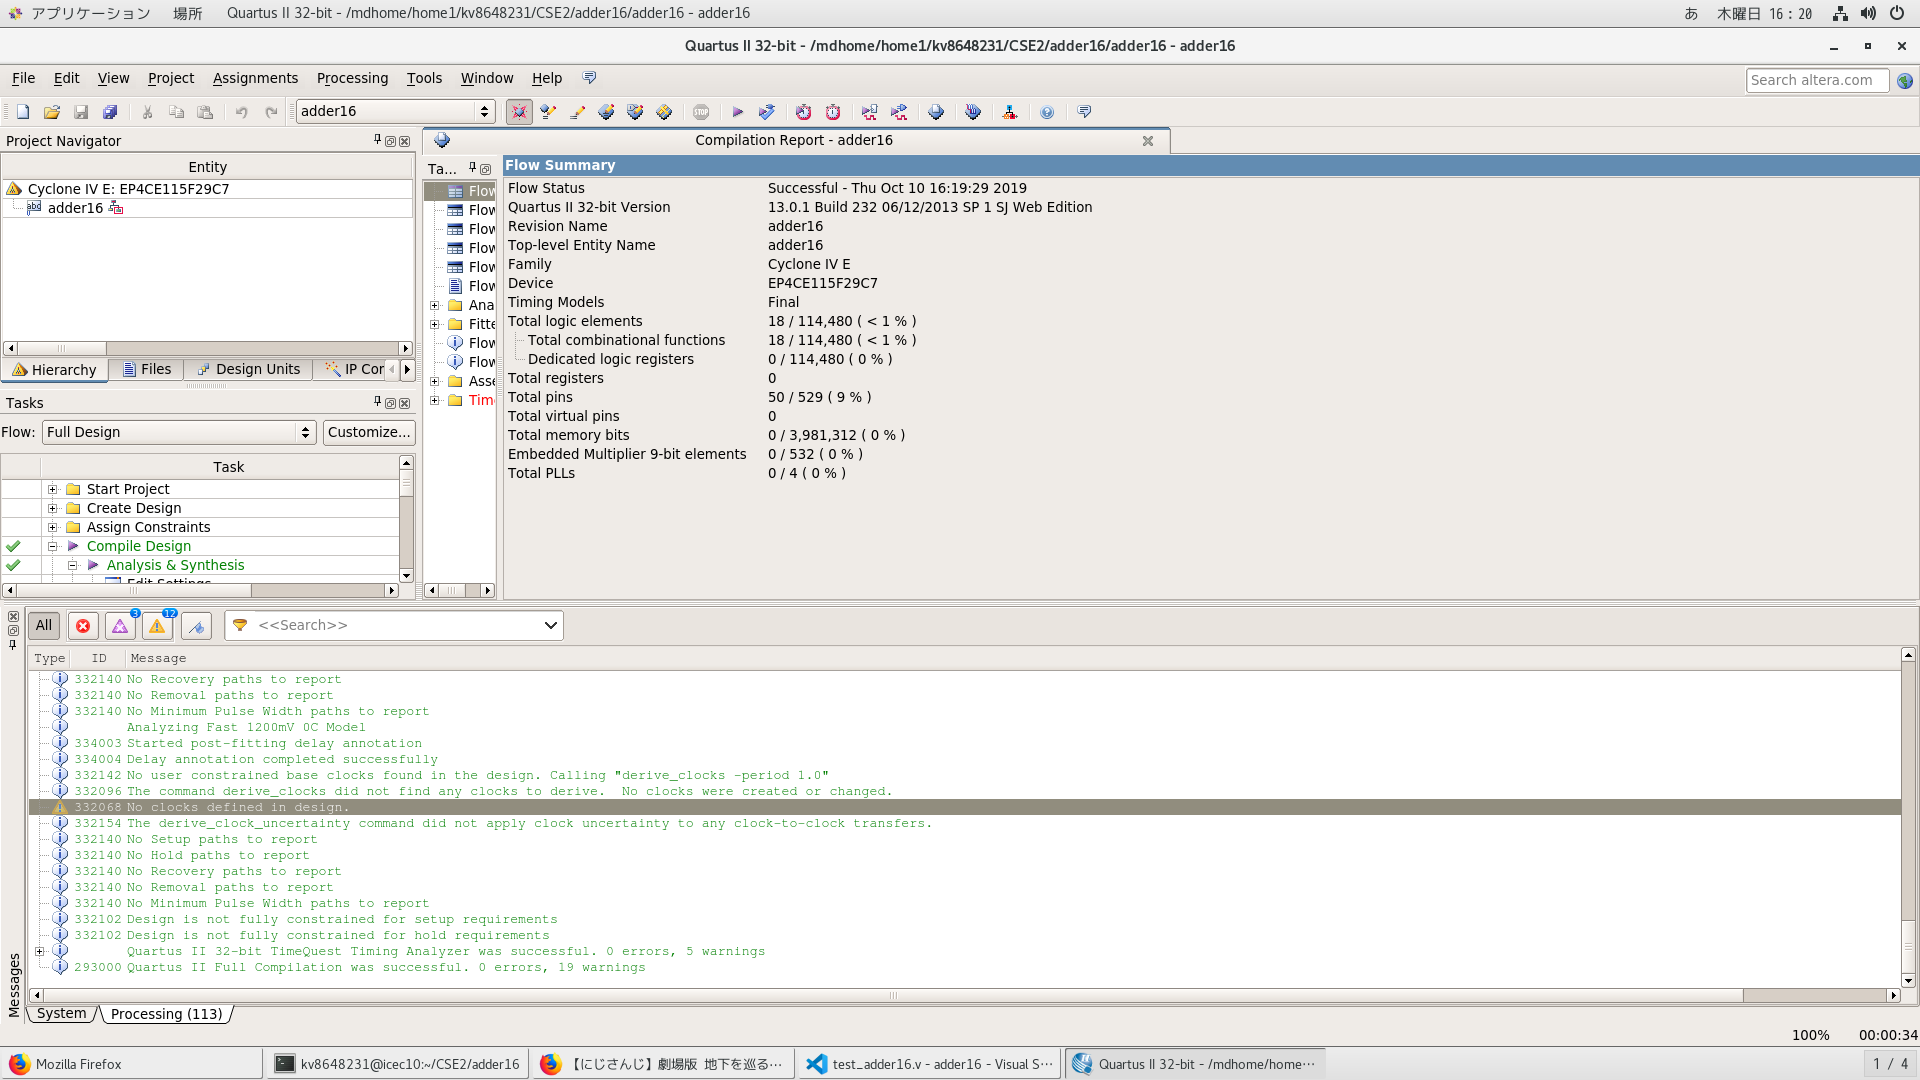 アプリケーション 場所 Quartus II 32-bit - /mdhome/home1/kv8648231/CSE2/adder16/adder16 - adder16 あ 木曜日 16：20
Quartus II 32-bit - /mdhome/home1/kv8648231/CSE2/adder16/adder16 - adder16
File Edit View Project Assignments Processing Tools Window Help Search altera.com
adder16
Project Navigator
Entity
Cyclone IV E: EP4CE115F29C7
adder16
Hierarchy Files Design Units IP Cor
Tasks
Flow: Full Design Customize...
Task
Start Project
Create Design
Assign Constraints
Compile Design
Analysis & Synthesis
Edit Settings
Compilation Report - adder16
Ta...
Flow
Flow
Flow
Flow
Flow
Flow
Ana
Fitte
Flow
Flow
Asse
Tim
Flow Summary
Flow Status Successful - Thu Oct 10 16:19:29 2019
Quartus II 32-bit Version 13.0.1 Build 232 06/12/2013 SP 1 SJ Web Edition
Revision Name adder16
Top-level Entity Name adder16
Family Cyclone IV E
Device EP4CE115F29C7
Timing Models Final
Total logic elements 18 / 114,480 ( < 1 % )
Total combinational functions 18 / 114,480 ( < 1 % )
Dedicated logic registers 0 / 114,480 ( 0 % )
Total registers 0
Total pins 50 / 529 ( 9 % )
Total virtual pins 0
Total memory bits 0 / 3,981,312 ( 0 % )
Embedded Multiplier 9-bit elements 0 / 532 ( 0 % )
Total PLLs 0 / 4 ( 0 % )
All 3 12 <<Search>>
Type ID Message
332140 No Recovery paths to report
332140 No Removal paths to report
332140 No Minimum Pulse Width paths to report
Analyzing Fast 1200mV 0C Model
334003 Started post-fitting delay annotation
334004 Delay annotation completed successfully
332142 No user constrained base clocks found in the design. Calling "derive_clocks -period 1.0"
332096 The command derive_clocks did not find any clocks to derive.  No clocks were created or changed.
332068 No clocks defined in design.
332154 The derive_clock_uncertainty command did not apply clock uncertainty to any clock-to-clock transfers.
332140 No Setup paths to report
332140 No Hold paths to report
332140 No Recovery paths to report
332140 No Removal paths to report
332140 No Minimum Pulse Width paths to report
332102 Design is not fully constrained for setup requirements
332102 Design is not fully constrained for hold requirements
Quartus II 32-bit TimeQuest Timing Analyzer was successful. 0 errors, 5 warnings
293000 Quartus II Full Compilation was successful. 0 errors, 19 warnings
Messages
System Processing (113)
100% 00:00:34
Mozilla Firefox kv8648231@icec10:~/CSE2/adder16 【にじさんじ】劇場版 地下を巡る… test_adder16.v - adder16 - Visual S… Quartus II 32-bit - /mdhome/home… 1 / 4